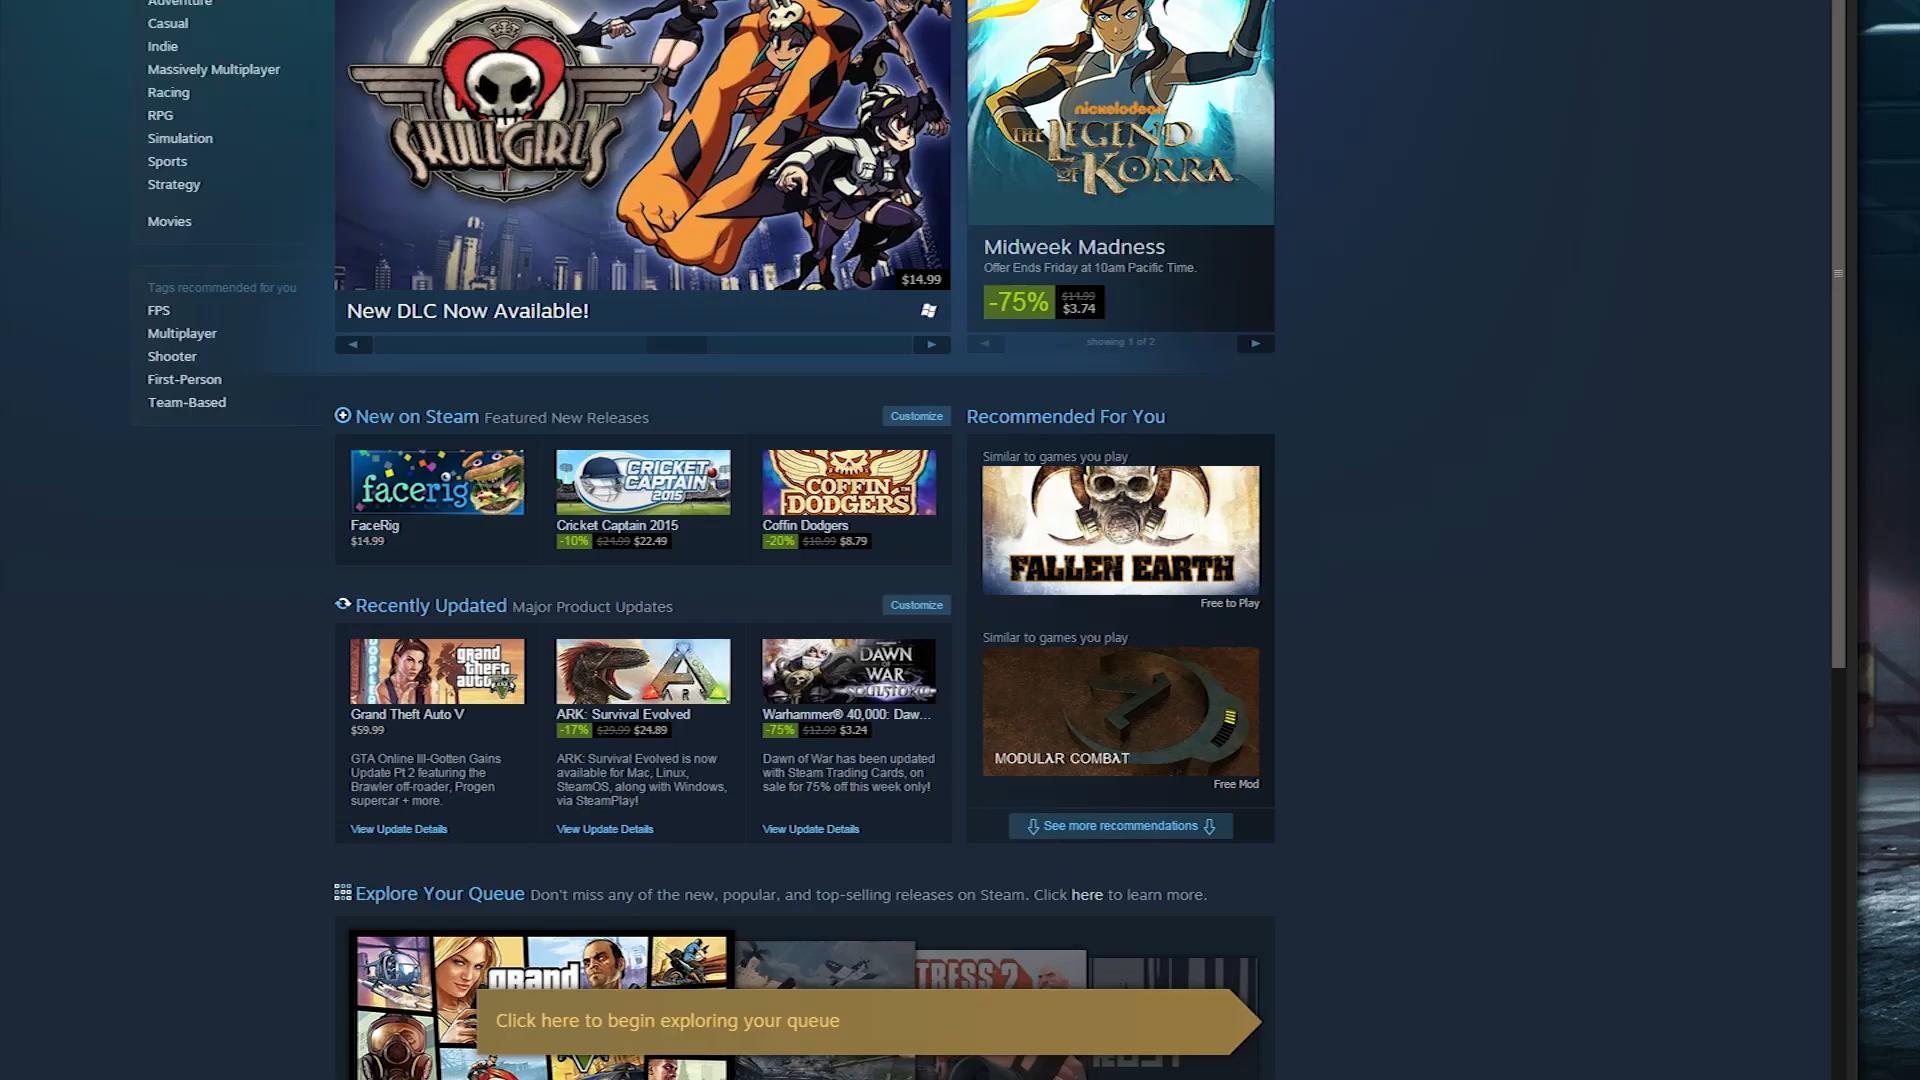 Adventure
Casual
Indie
Massively Multiplayer
Racing
RPG
Simulation
Sports
Strategy
Movies
Tags recommended for you
FPS
Multiplayer
Shooter
First-Person
Team-Based
SKULLGIRLS
$14.99
New DLC Now Available!
nickelodeon
THE LEGEND
OF KORRA
Midweek Madness
Offer Ends Friday at 10am Pacific Time.
-75% $14.99
$3.74
showing 1 of 2
New on Steam Featured New Releases
Customize
facerig
FaceRig
$14.99
CRICKET
CAPTAIN
2015
Cricket Captain 2015
-10% $24.99 $22.49
COFFIN
DODGERS™
Coffin Dodgers
-20% $10.99 $8.79
Recently Updated Major Product Updates
Customize
grand
theft
auto V
Grand Theft Auto V
$59.99
GTA Online Ill-Gotten Gains
Update Pt 2 featuring the
Brawler off-roader, Progen
supercar + more.
View Update Details
ARK
ARK: Survival Evolved
-17% $29.99 $24.89
ARK: Survival Evolved is now
available for Mac, Linux,
SteamOS, along with Windows,
via SteamPlay!
View Update Details
DAWN
OF
WAR
SOULSTORM
Warhammer® 40,000: Daw...
-75% $12.99 $3.24
Dawn of War has been updated
with Steam Trading Cards, on
sale for 75% off this week only!
View Update Details
Recommended For You
Similar to games you play
FALLEN EARTH
Free to Play
Similar to games you play
MODULAR COMBAT
Free Mod
See more recommendations
Explore Your Queue Don't miss any of the new, popular, and top-selling releases on Steam. Click here to learn more.
grand
TRESS 2
Click here to begin exploring your queue